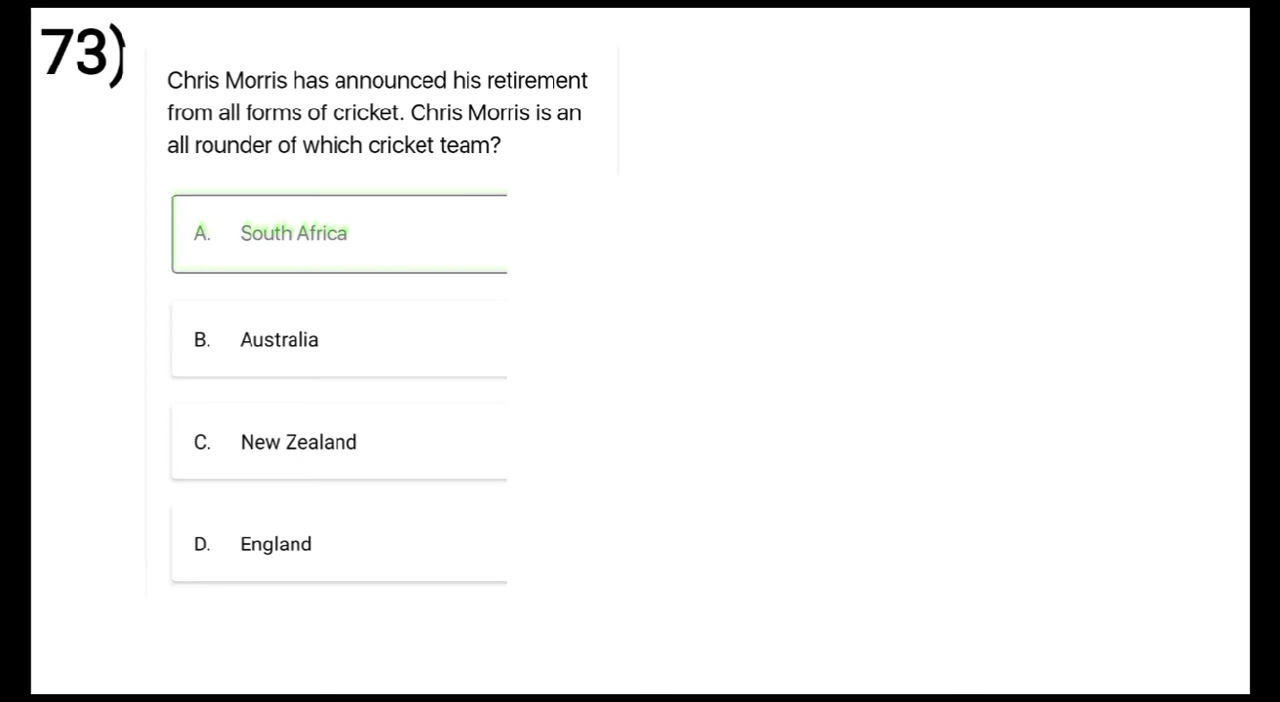 73)
Chris Morris has announced his retirement
from all forms of cricket. Chris Morris is an
all rounder of which cricket team?
A. South Africa
B. Australia
C. New Zealand
D. England